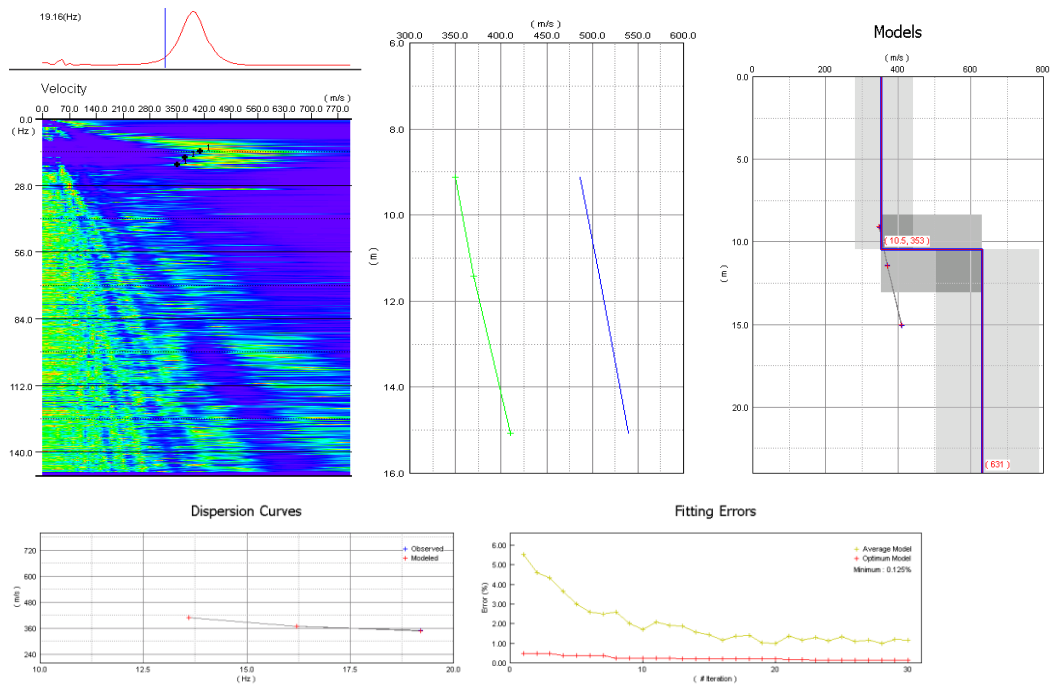 19.16(Hz)
Velocity
( m/s )
0.0 70.0 140.0 210.0 280.0 350.0 420.0 490.0 560.0 630.0 700.0 770.0
0.0
( Hz )
28.0
56.0
84.0
112.0
140.0
1
1
( m/s )
300.0 350.0 400.0 450.0 500.0 550.0 600.0
6.0
8.0
10.0
( m )
12.0
14.0
16.0
Models
( m/s )
0 200 400 600 800
0.0
5.0
10.0
( m )
15.0
20.0
( 10.5, 353 )
( 631 )
Dispersion Curves
720
600
( m/s )
480
360
240
10.0 12.5 15.0 17.5 20.0
( Hz )
Observed
Modeled
Fitting Errors
6.00
5.00
4.00
Error (%)
3.00
2.00
1.00
0.00
0 10 20 30
( # Iteration )
Average Model
Optimum Model
Minimum : 0.125%